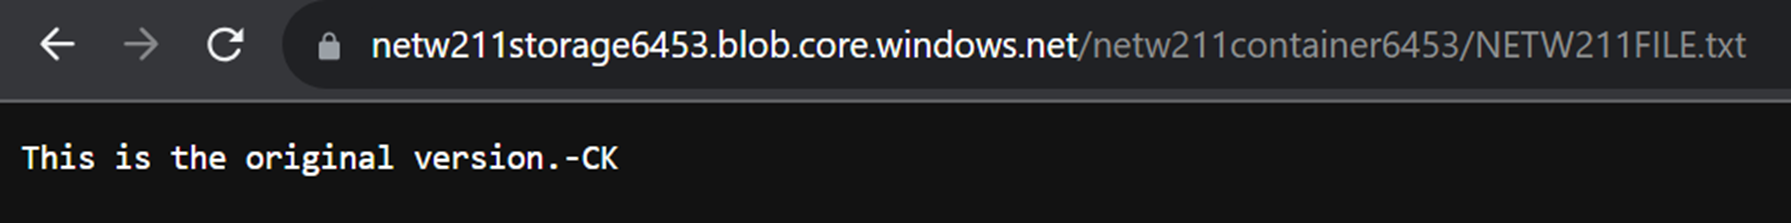 netw211storage6453.blob.core.windows.net/netw211container6453/NETW211FILE.txt
This is the original version.-CK